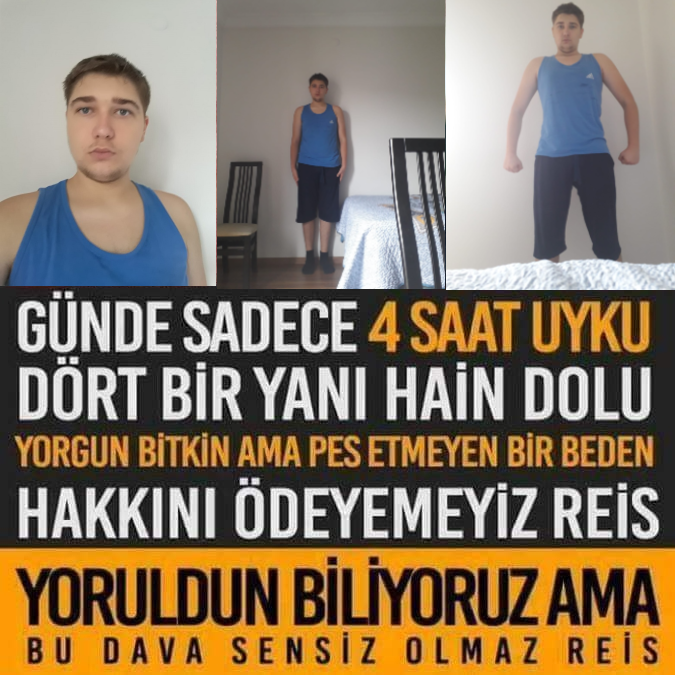 GÜNDE SADECE 4 SAAT UYKU
DÖRT BİR YANI HAİN DOLU
YORGUN BİTKİN AMA PES ETMEYEN BİR BEDEN
HAKKINI ÖDEYEMEYİZ REİS
YORULDUN BİLİYORUZ AMA
BU DAVA SENSİZ OLMAZ REİS